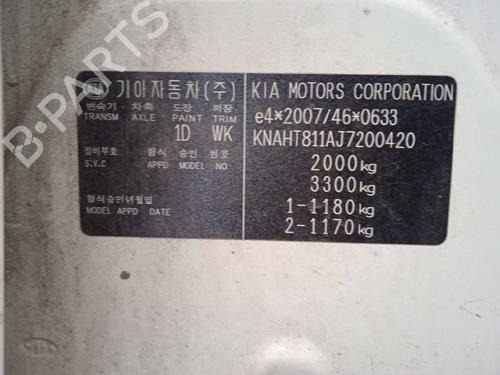 KIA 기아자동차(주)
변속기 차축 도장 의장
TRANSM AXLE PAINT TRIM
1D WK
정비부호 형식 승인 번호
S.V.C APPD MODEL NO
형식승인년월일
MODEL APPD DATE
KIA MOTORS CORPORATION
e4*2007/46*0633
KNAHT811AJ7200420
2000kg
3300kg
1-1180kg
2-1170kg
B-PARTS
B-PARTS